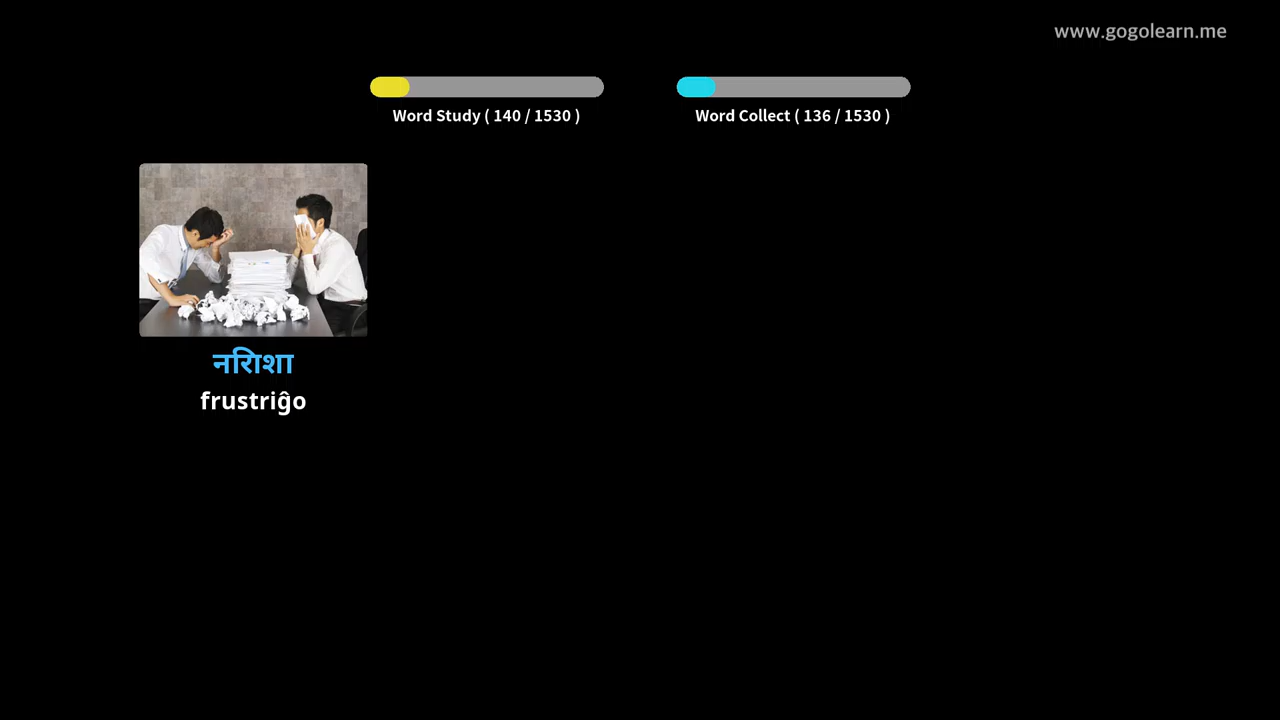 www.gogolearn.me
Word Study ( 140 / 1530 )
Word Collect ( 136 / 1530 )
नरिाशा
frustriĝo